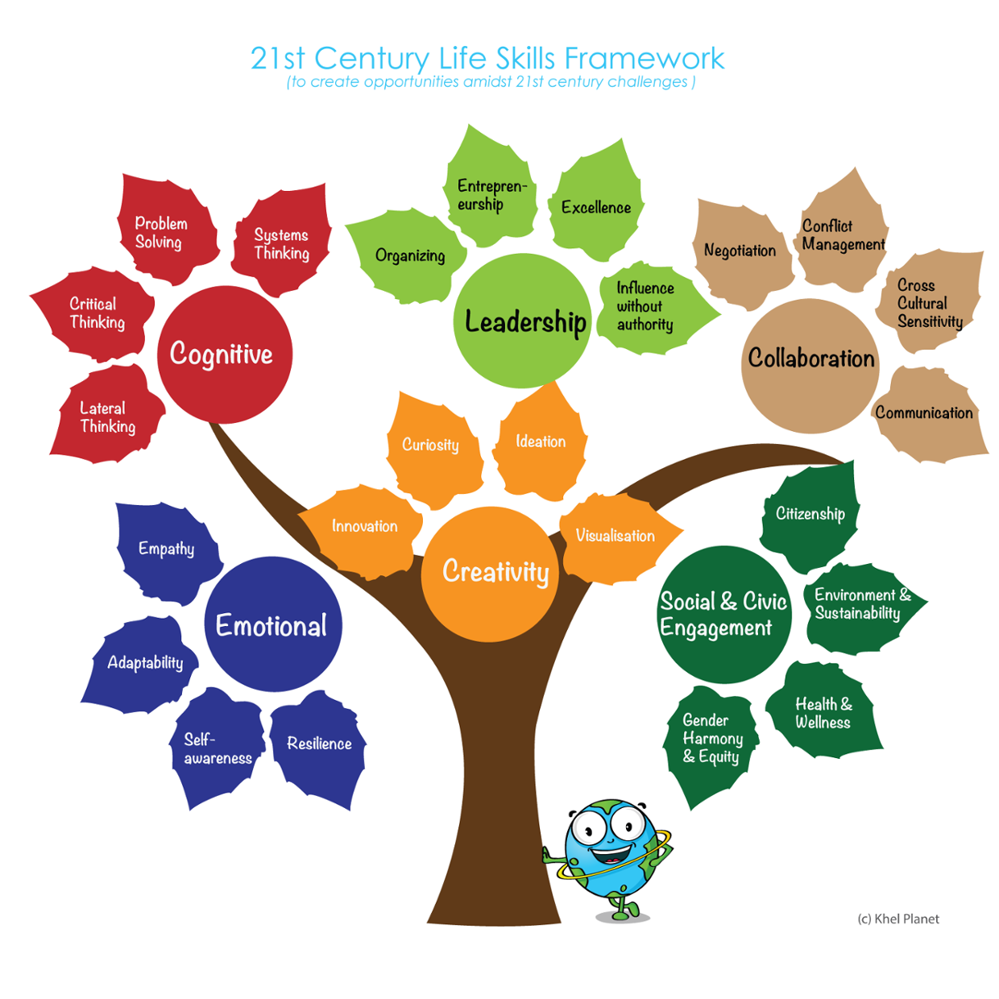 21st Century Life Skills Framework
(to create opportunities amidst 21st century challenges )
Problem
Solving
Systems
Thinking
Critical
Thinking
Lateral
Thinking
Cognitive
Organizing
Entrepren-
eurship
Excellence
Influence
without
authority
Leadership
Negotiation
Conflict
Management
Cross
Cultural
Sensitivity
Communication
Collaboration
Innovation
Curiosity
Ideation
Visualisation
Creativity
Empathy
Adaptability
Self-
awareness
Resilience
Emotional
Citizenship
Environment &
Sustainability
Health &
Wellness
Gender
Harmony
& Equity
Social & Civic
Engagement
(c) Khel Planet